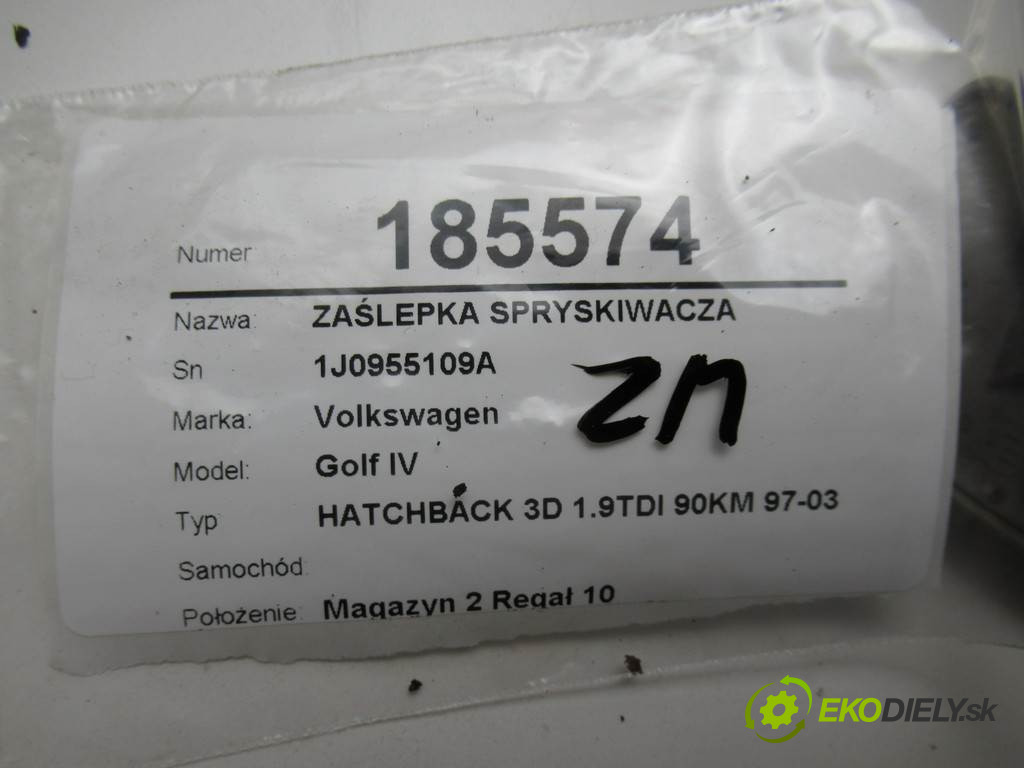 Numer 185574
Nazwa: ZAŚLEPKA SPRYSKIWACZA
Sn 1J0955109A
Marka: Volkswagen
ZM
Model: Golf IV
Typ HATCHBACK 3D 1.9TDI 90KM 97-03
Samochód
Położenie Magazyn 2 Regał 10
EKODIELY.sk